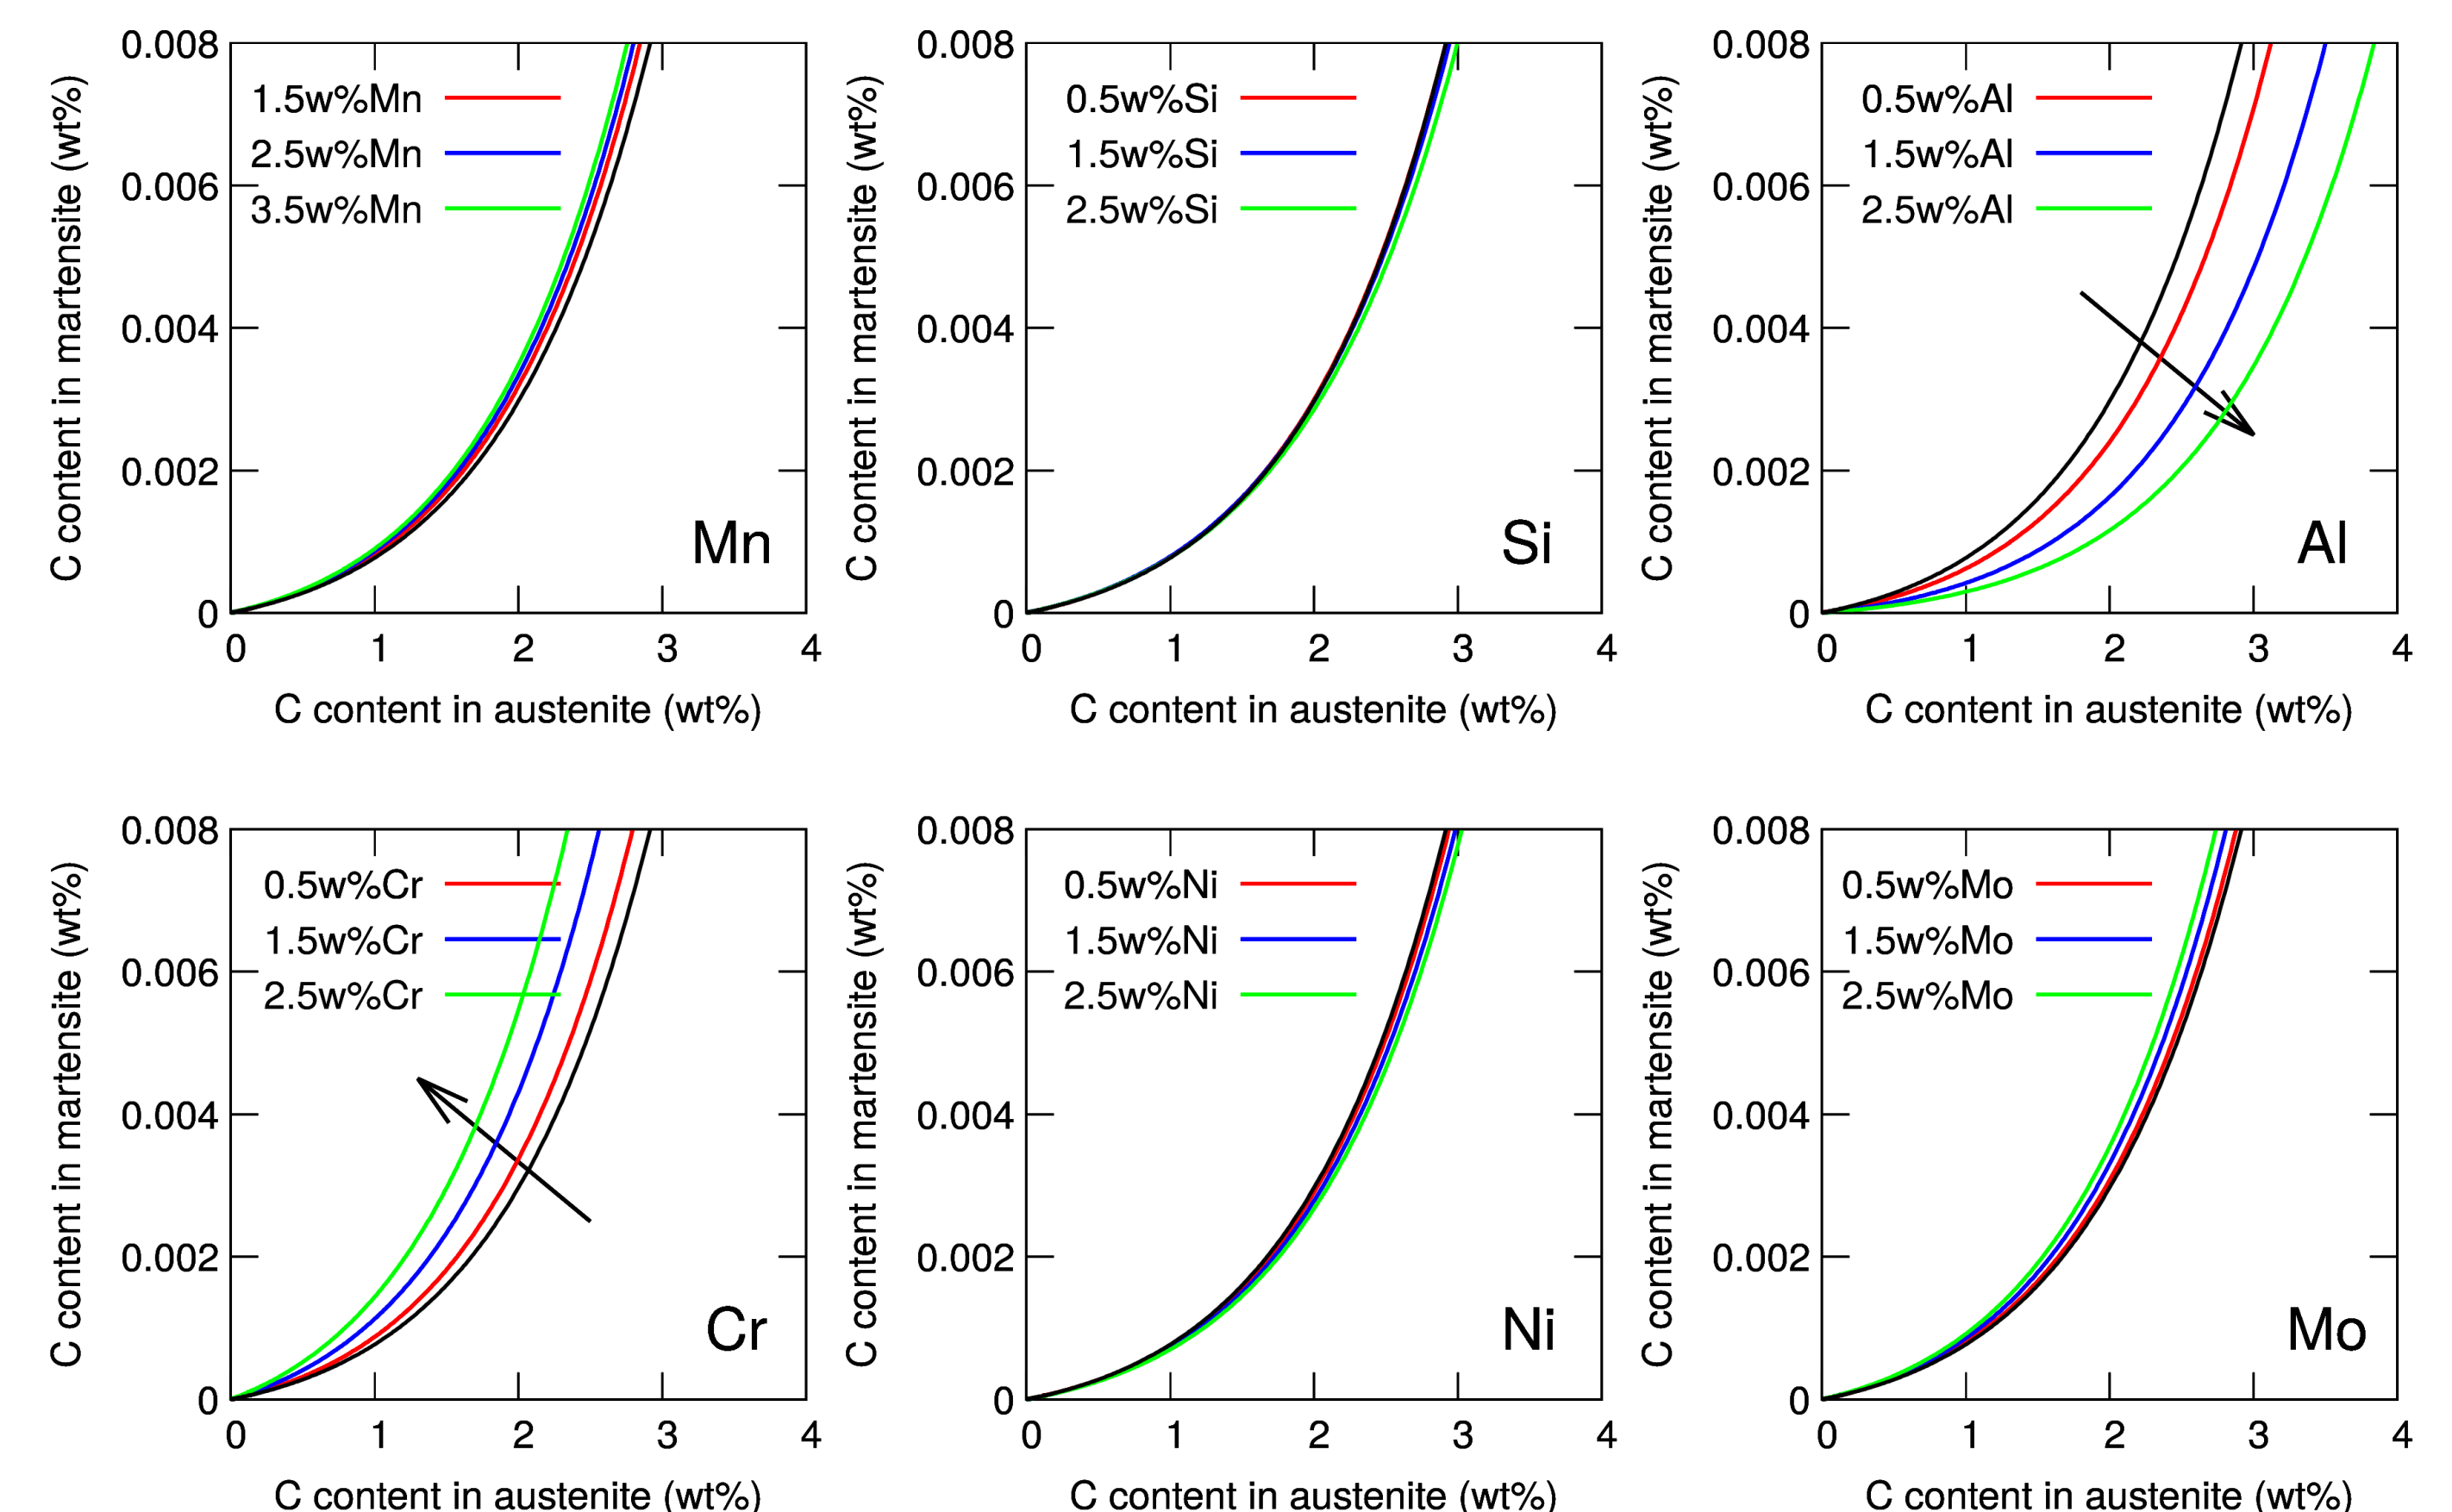 0.008
0.006
0.004
0.002
0
C content in martensite (wt%)
1.5w%Mn
2.5w%Mn
3.5w%Mn
Mn
0 1 2 3 4
C content in austenite (wt%)
0.008
0.006
0.004
0.002
0
C content in martensite (wt%)
0.5w%Si
1.5w%Si
2.5w%Si
Si
0 1 2 3 4
C content in austenite (wt%)
0.008
0.006
0.004
0.002
0
C content in martensite (wt%)
0.5w%Al
1.5w%Al
2.5w%Al
Al
0 1 2 3 4
C content in austenite (wt%)
0.008
0.006
0.004
0.002
0
C content in martensite (wt%)
0.5w%Cr
1.5w%Cr
2.5w%Cr
Cr
0 1 2 3 4
C content in austenite (wt%)
0.008
0.006
0.004
0.002
0
C content in martensite (wt%)
0.5w%Ni
1.5w%Ni
2.5w%Ni
Ni
0 1 2 3 4
C content in austenite (wt%)
0.008
0.006
0.004
0.002
0
C content in martensite (wt%)
0.5w%Mo
1.5w%Mo
2.5w%Mo
Mo
0 1 2 3 4
C content in austenite (wt%)